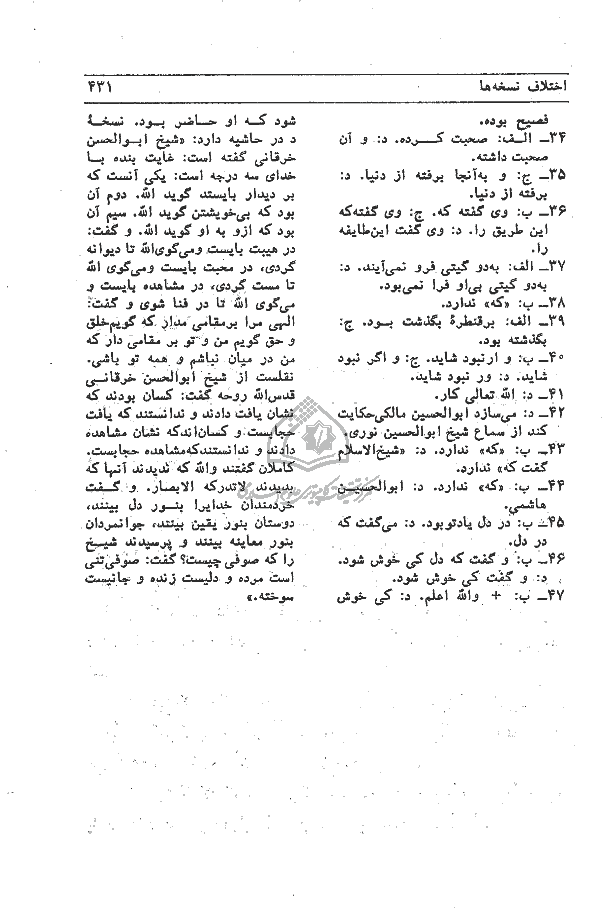 اختلاف نسخه‌ها
۴۳۱
فصیح بوده.
۳۴ـ الف: صحبت کرده. د: و آن
صحبت داشته.
۳۵ـ ج: و به‌آنجا برفته از دنیا. د:
برفته از دنیا.
۳۶ـ ب: وی گفته که. ج: وی گفته‌که
این طریق را. د: وی گفت این‌طایفه
را.
۳۷ـ الف: به‌دو گیتی فرو نمی‌آیند. د:
به‌دو گیتی بی‌او فرا نمی‌بود.
۳۸ـ ب: «که» ندارد.
۳۹ـ الف: برقنطرهٔ بگذشت بود. ج:
بگذشته بود.
۴۰ـ ب: و ارنبود شاید. ج: و اگر نبود
شاید. د: ور نبود شاید.
۴۱ـ د: الله تعالی کار.
۴۲ـ د: می‌سازد ابوالحسین مالکی‌حکایت
کند از سماع شیخ ابوالحسین نوری.
۴۳ـ ب: «که» ندارد. د: «شیخ‌الاسلام
گفت که» ندارد.
۴۴ـ ب: «که» ندارد. د: ابوالحسین
هاشمی.
۴۵ـ ب: در دل یادتوبود. د: می‌گفت که
در دل.
۴۶ـ ب: و گفت که دل کی خوش شود.
د: و گفت کی خوش شود.
۴۷ـ ب: + والله اعلم. د: کی خوش
شود که او حاضر بود. نسخهٔ
د در حاشیه دارد: «شیخ ابوالحسن
خرقانی گفته است: غایت بنده با
خدای سه درجه است: یکی آنست که
بر دیدار بایستد گوید الله. دوم آن
بود که بی‌خویشتن گوید الله. سیم آن
بود که ازو به او گوید الله. و گفت:
در هیبت بایست ومی‌گوی‌الله تا دیوانه
گردی، در محبت بایست ومی‌گوی الله
تا مست گردی، در مشاهده بایست و
می‌گوی الله تا در فنا شوی و گفت:
الهی مرا برمقامی مدار که گویم‌خلق
و حق گویم من و تو بر مقامی دار که
من در میان نباشم و همه تو باشی.
نقلست از شیخ ابوالحسن خرقانی
قدس‌الله روحه گفت: کسان بودند که
نشان یافت دادند و ندانستند که یافت
حجابست و کسان‌اندکه نشان مشاهده
دادند و ندانستندکه‌مشاهده حجابست.
کاملان گفتند والله که ندیدند آنها که
بدیدند لاتدرکه الابصار. و گفت
خردمندان خدایرا بنور دل بینند،
دوستان بنور یقین بینند، جوانمردان
بنور معاینه بینند و پرسیدند شیخ
را که صوفی چیست؟ گفت: صوفی‌تنی
است مرده و دلیست زنده و جانیست
سوخته.»